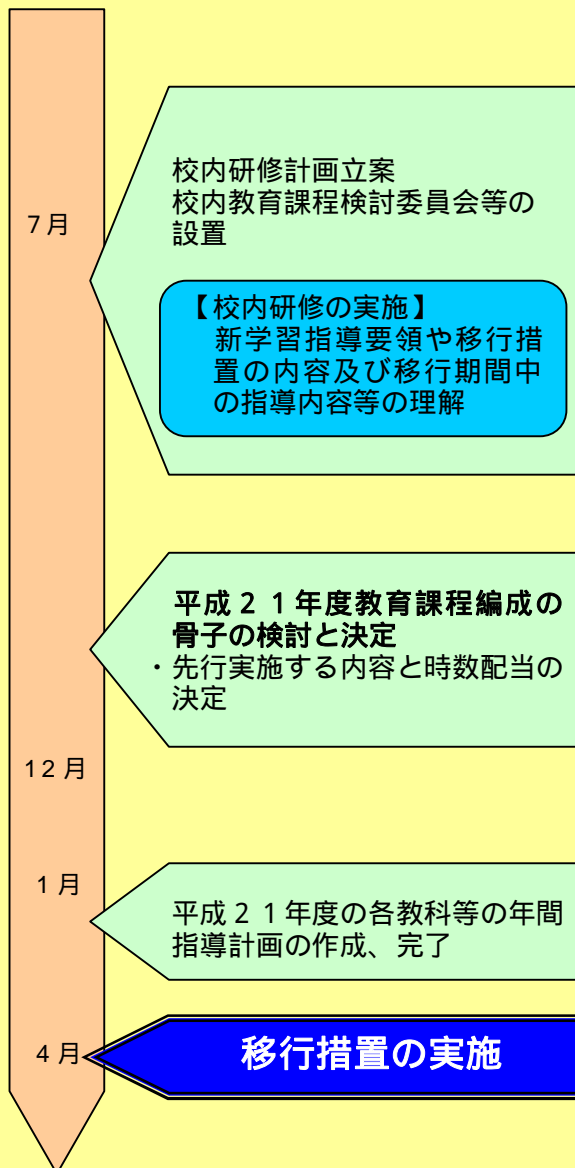 校内研修計画立案
校内教育課程検討委員会等の
設置
7月
【校内研修の実施】
新学習指導要領や移行措
置の内容及び移行期間中
の指導内容等の理解
平成21年度教育課程編成の
骨子の検討と決定
・先行実施する内容と時数配当の
決定
12月
1月
平成21年度の各教科等の年間
指導計画の作成、完了
4月
移行措置の実施